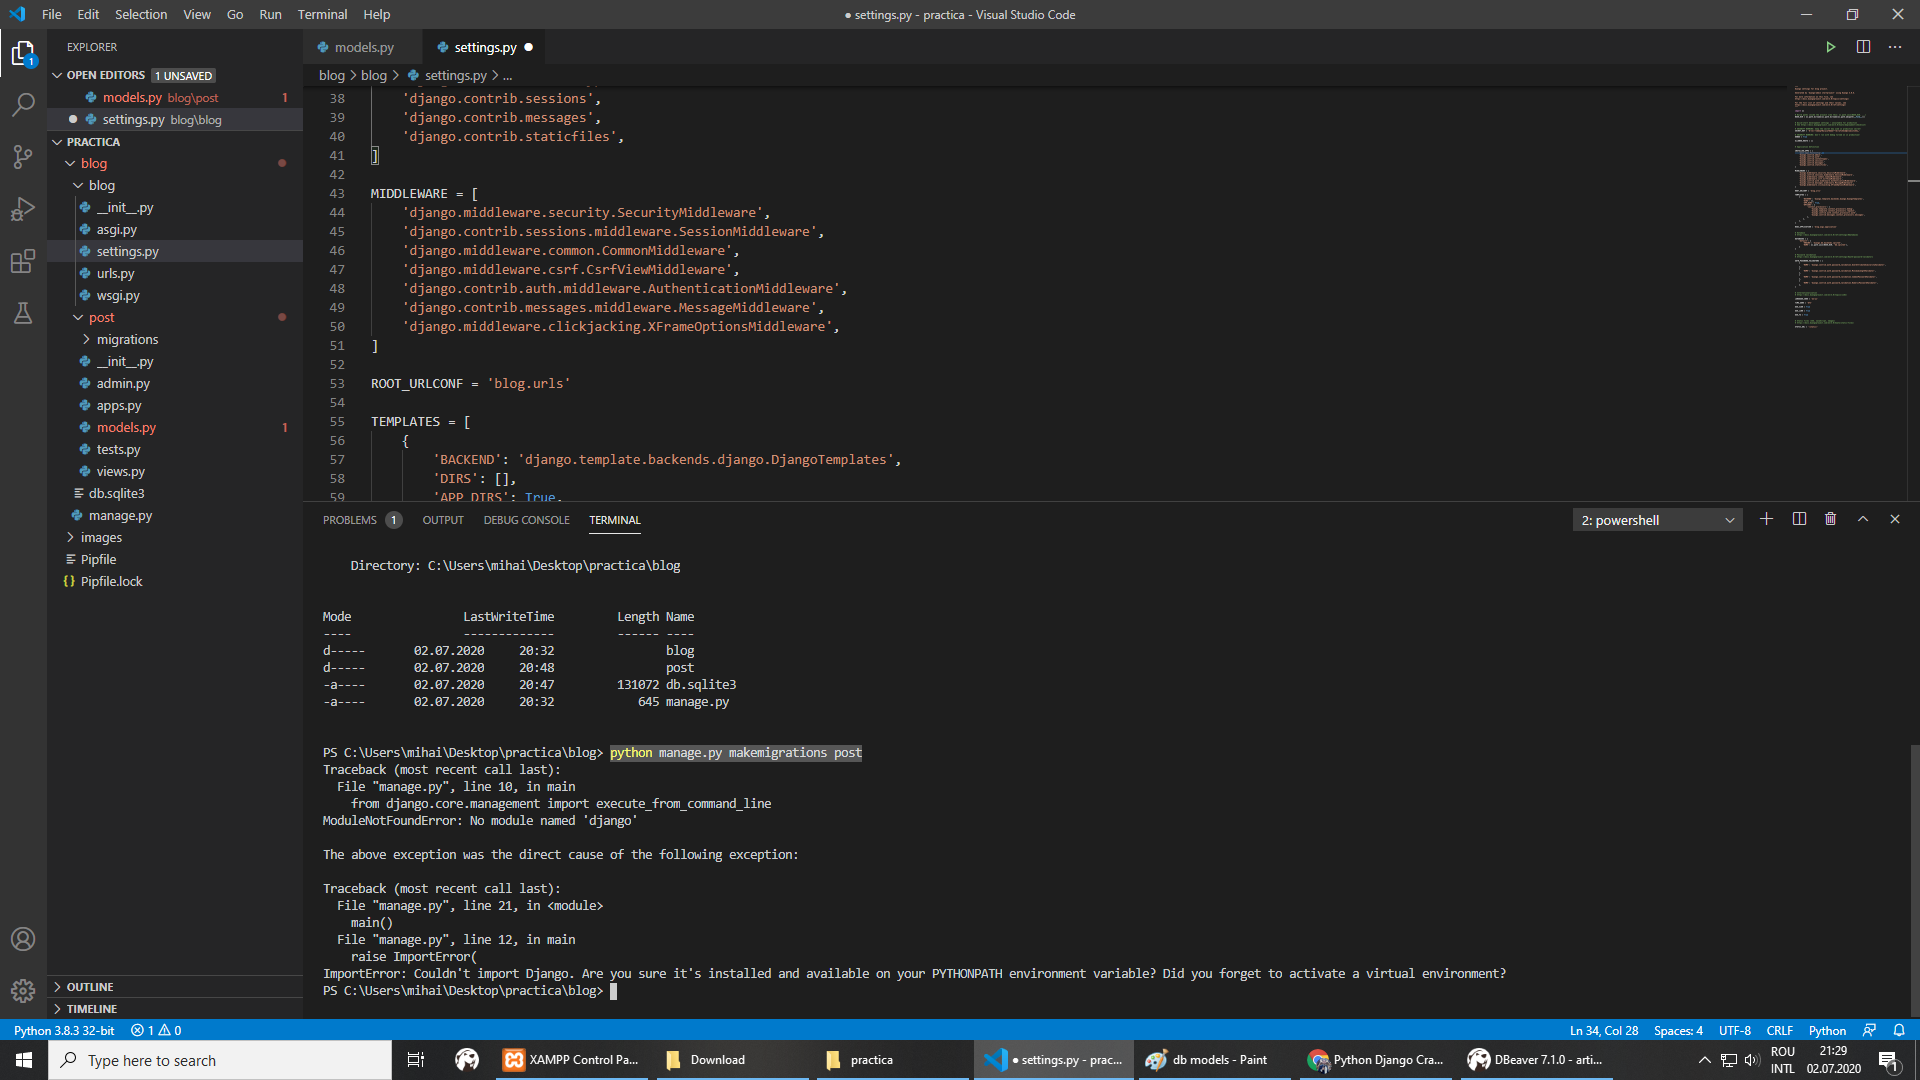 File Edit Selection View Go Run Terminal Help
● settings.py - practica - Visual Studio Code
EXPLORER
OPEN EDITORS 1 UNSAVED
models.py blog\post 1
settings.py blog\blog
PRACTICA
blog
blog
__init__.py
asgi.py
settings.py
urls.py
wsgi.py
post
migrations
__init__.py
admin.py
apps.py
models.py 1
tests.py
views.py
db.sqlite3
manage.py
images
Pipfile
Pipfile.lock
OUTLINE
TIMELINE
models.py settings.py
blog > blog > settings.py > ...
38 'django.contrib.sessions',
39 'django.contrib.messages',
40 'django.contrib.staticfiles',
41 ]
42
43 MIDDLEWARE = [
44 'django.middleware.security.SecurityMiddleware',
45 'django.contrib.sessions.middleware.SessionMiddleware',
46 'django.middleware.common.CommonMiddleware',
47 'django.middleware.csrf.CsrfViewMiddleware',
48 'django.contrib.auth.middleware.AuthenticationMiddleware',
49 'django.contrib.messages.middleware.MessageMiddleware',
50 'django.middleware.clickjacking.XFrameOptionsMiddleware',
51 ]
52
53 ROOT_URLCONF = 'blog.urls'
54
55 TEMPLATES = [
56 {
57 'BACKEND': 'django.template.backends.django.DjangoTemplates',
58 'DIRS': [],
59 'APP_DIRS': True,
PROBLEMS 1 OUTPUT DEBUG CONSOLE TERMINAL 2: powershell
Directory: C:\Users\mihai\Desktop\practica\blog
Mode LastWriteTime Length Name
---- ------------- ------ ----
d----- 02.07.2020 20:32 blog
d----- 02.07.2020 20:48 post
-a---- 02.07.2020 20:47 131072 db.sqlite3
-a---- 02.07.2020 20:32 645 manage.py
PS C:\Users\mihai\Desktop\practica\blog> python manage.py makemigrations post
Traceback (most recent call last):
File "manage.py", line 10, in main
from django.core.management import execute_from_command_line
ModuleNotFoundError: No module named 'django'
The above exception was the direct cause of the following exception:
Traceback (most recent call last):
File "manage.py", line 21, in <module>
main()
File "manage.py", line 12, in main
raise ImportError(
ImportError: Couldn't import Django. Are you sure it's installed and available on your PYTHONPATH environment variable? Did you forget to activate a virtual environment?
PS C:\Users\mihai\Desktop\practica\blog>
Python 3.8.3 32-bit 1 0 Ln 34, Col 28 Spaces: 4 UTF-8 CRLF Python
Type here to search XAMPP Control Pa... Download practica ● settings.py - prac... db models - Paint Python Django Cra... DBeaver 7.1.0 - arti... ROU INTL 21:29 02.07.2020 1